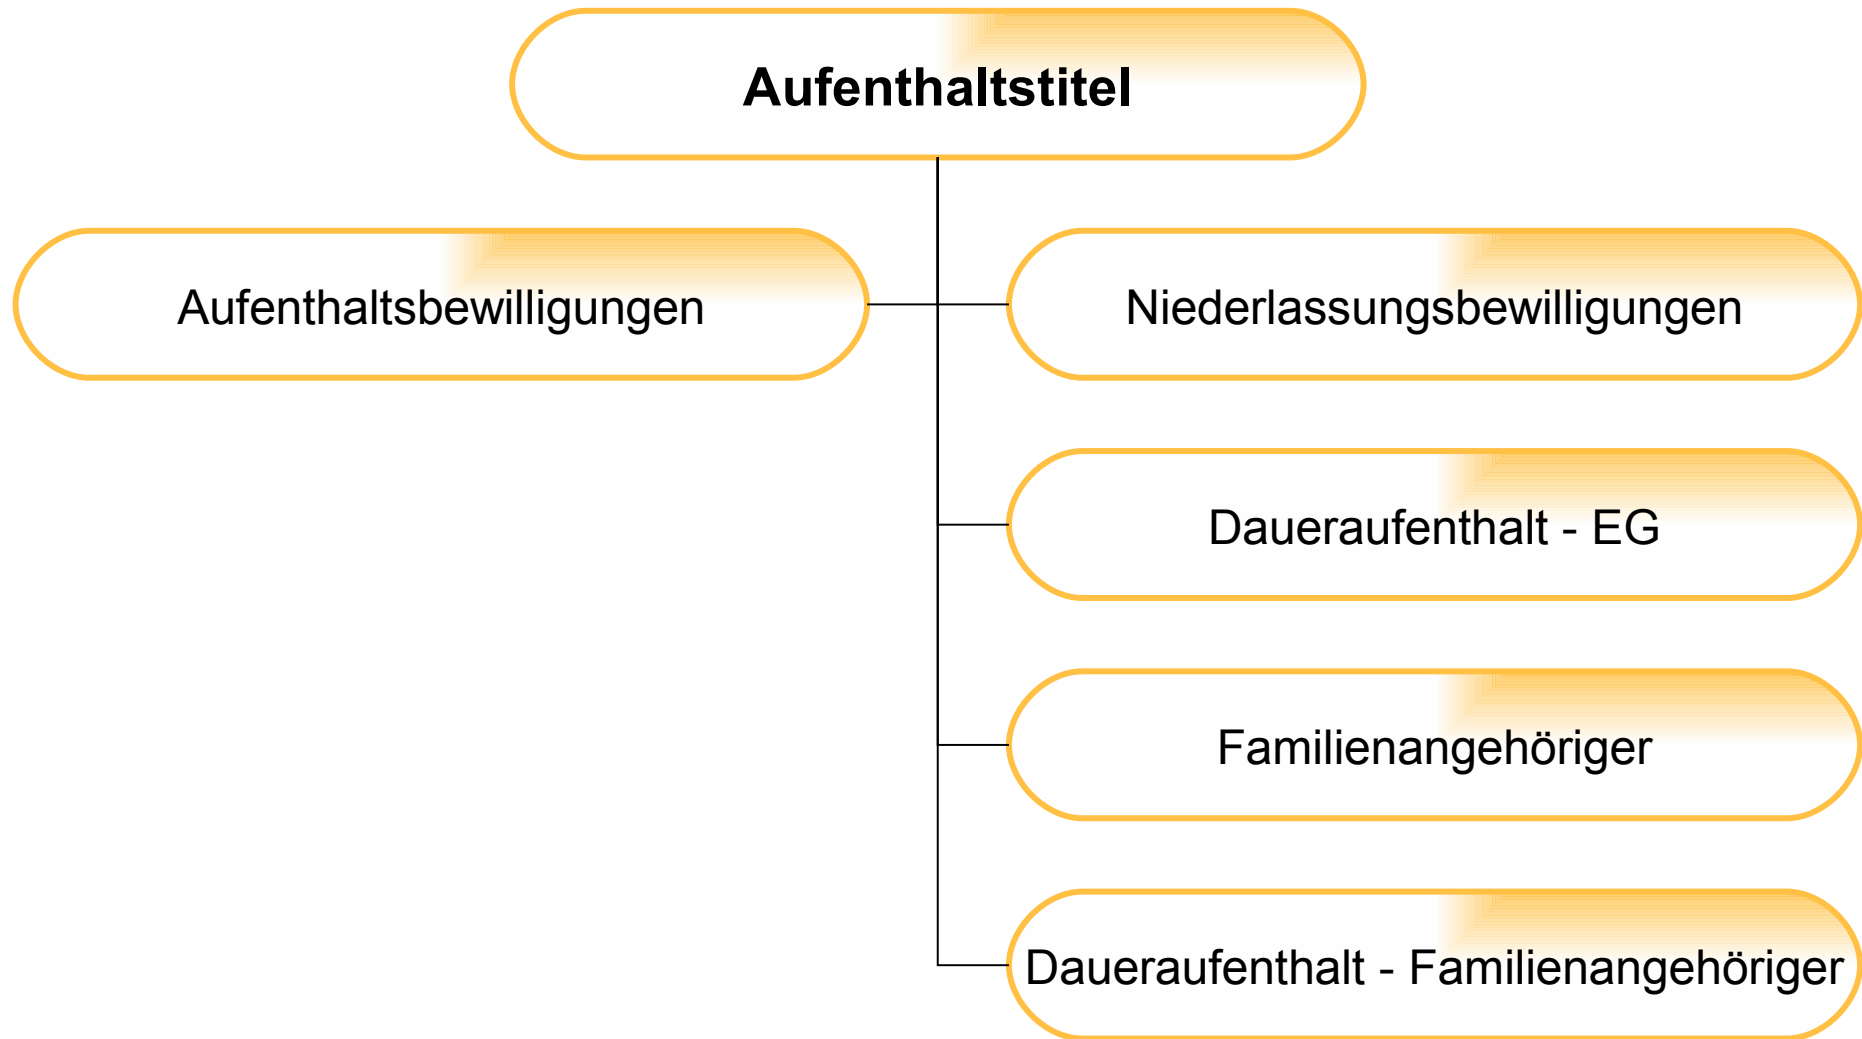 Aufenthaltstitel
Aufenthaltsbewilligungen
Niederlassungsbewilligungen
Daueraufenthalt - EG
Familienangehöriger
Daueraufenthalt - Familienangehöriger